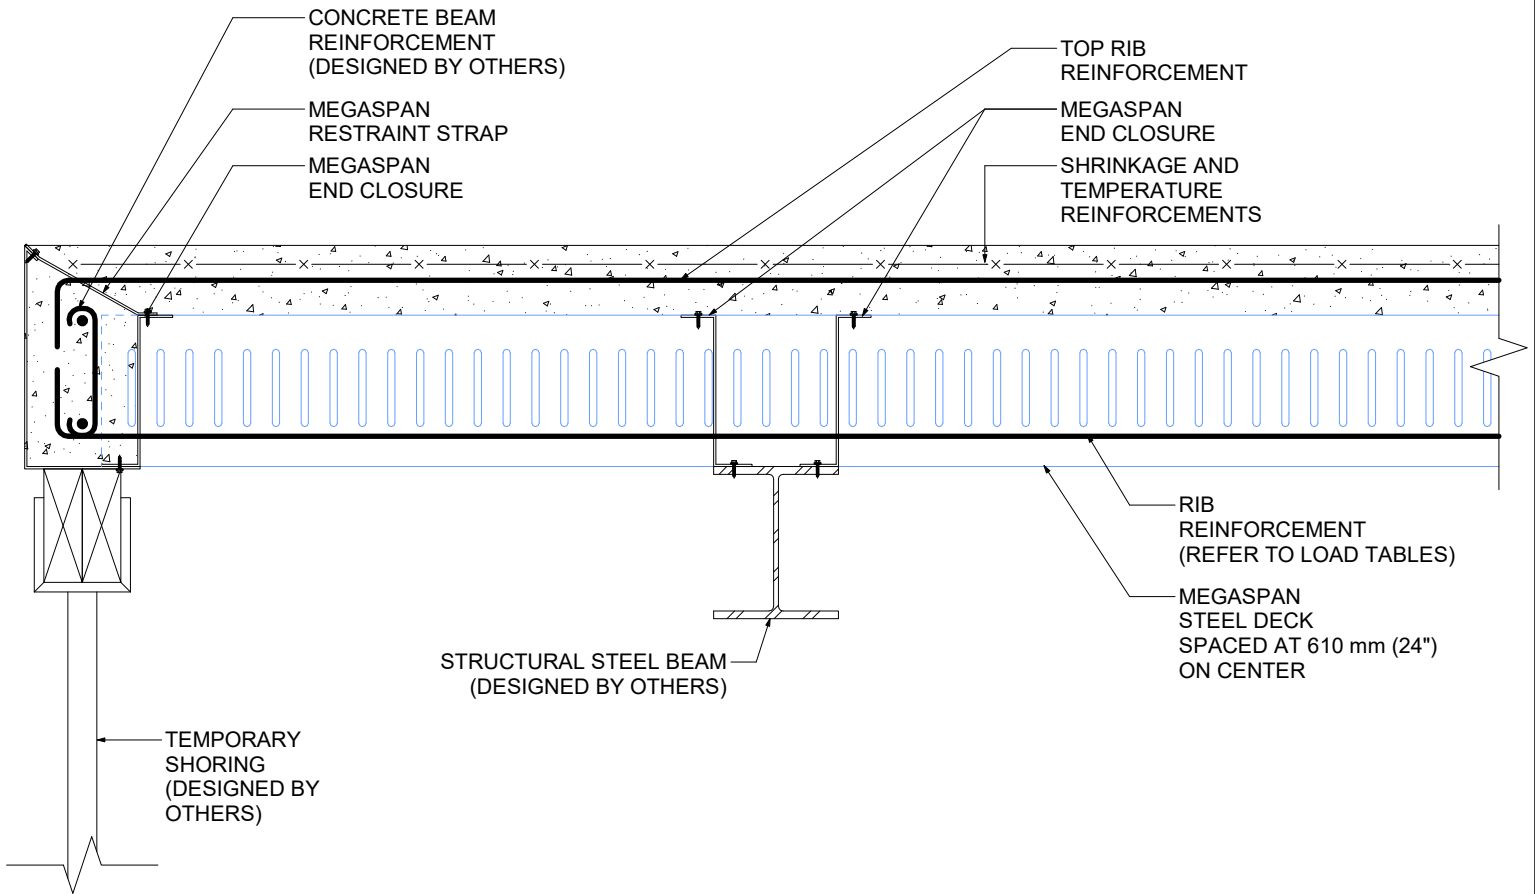 CONCRETE BEAM
REINFORCEMENT
(DESIGNED BY OTHERS)
MEGASPAN
RESTRAINT STRAP
MEGASPAN
END CLOSURE
TOP RIB
REINFORCEMENT
MEGASPAN
END CLOSURE
SHRINKAGE AND
TEMPERATURE
REINFORCEMENTS
RIB
REINFORCEMENT
(REFER TO LOAD TABLES)
MEGASPAN
STEEL DECK
SPACED AT 610 mm (24")
ON CENTER
STRUCTURAL STEEL BEAM
(DESIGNED BY OTHERS)
TEMPORARY
SHORING
(DESIGNED BY
OTHERS)